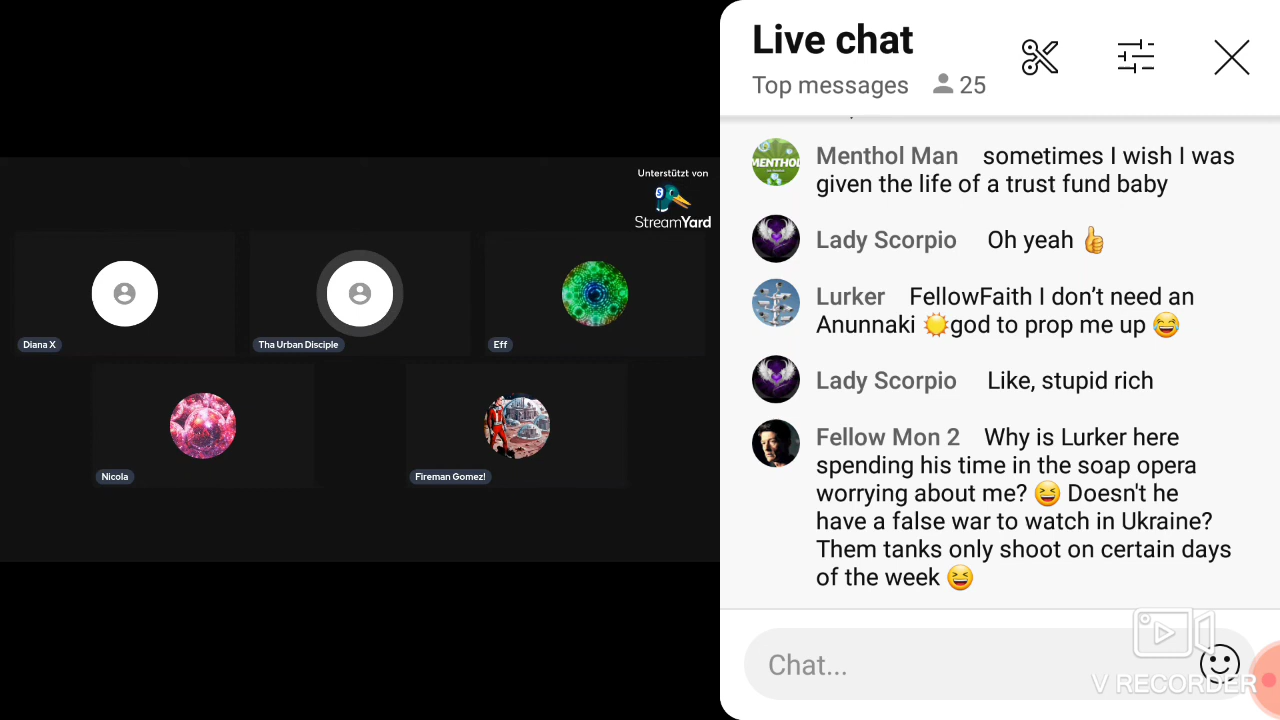 Unterstützt von
StreamYard
Diana X
Tha Urban Disciple
Eff
Nicola
Fireman Gomez!
Live chat
Top messages 25
MENTHOL
Menthol Man sometimes I wish I was
given the life of a trust fund baby
Lady Scorpio Oh yeah 👍
Lurker FellowFaith I don’t need an
Anunnaki ☀️god to prop me up 😂
Lady Scorpio Like, stupid rich
Fellow Mon 2 Why is Lurker here
spending his time in the soap opera
worrying about me? 😆 Doesn't he
have a false war to watch in Ukraine?
Them tanks only shoot on certain days
of the week 😆
Chat...
V RECORDER